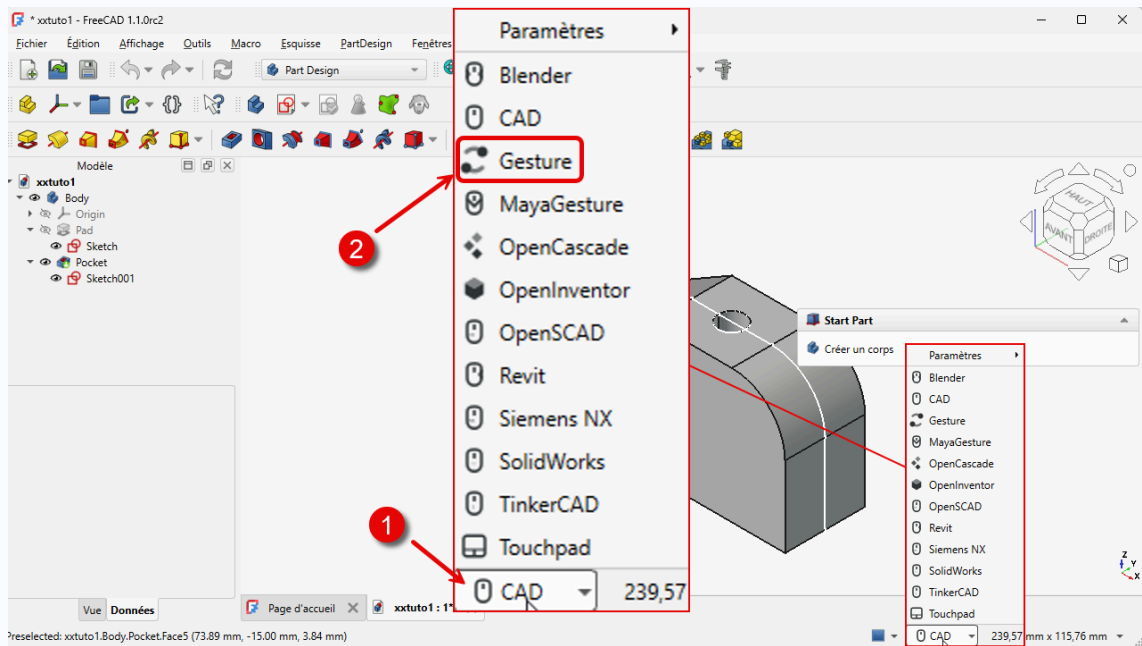 * xxtuto1 - FreeCAD 1.1.0rc2
Fichier Édition Affichage Outils Macro Esquisse PartDesign Fenêtres
Part Design
Modèle
xxtuto1
Body
Origin
Pad
Sketch
Pocket
Sketch001
Paramètres
Blender
CAD
Gesture
MayaGesture
OpenCascade
OpenInventor
OpenSCAD
Revit
Siemens NX
SolidWorks
TinkerCAD
Touchpad
CAD 239,57
2
1
HAUT
AVANT
DROITE
Start Part
Créer un corps
Paramètres
Blender
CAD
Gesture
MayaGesture
OpenCascade
OpenInventor
OpenSCAD
Revit
Siemens NX
SolidWorks
TinkerCAD
Touchpad
Z
Y
X
Vue Données
Page d'accueil xxtuto1 : 1*
Preselected: xxtuto1.Body.Pocket.Face5 (73.89 mm, -15.00 mm, 3.84 mm)
CAD 239,57 mm x 115,76 mm